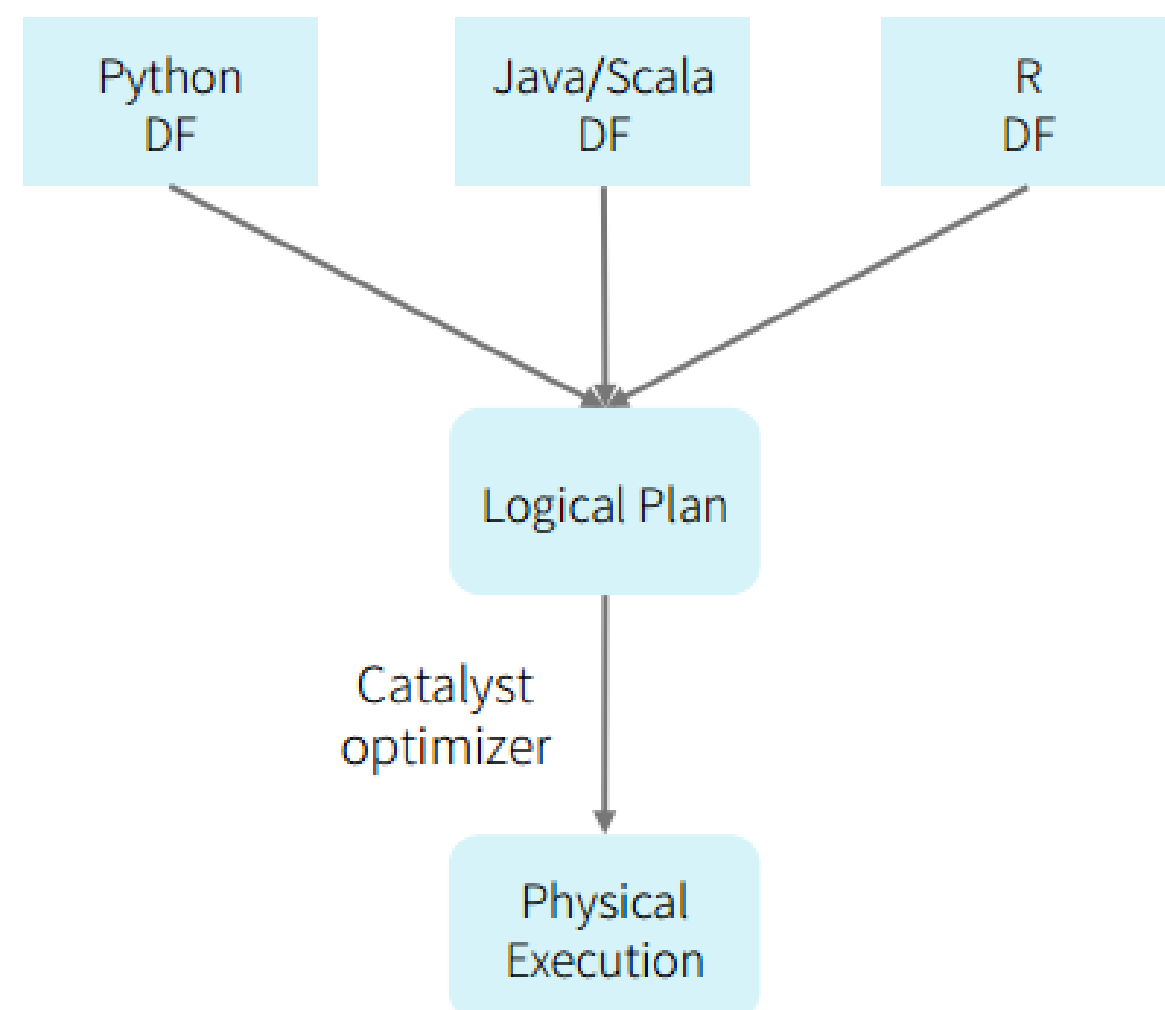 Python
DF
Java/Scala
DF
R
DF
Logical Plan
Catalyst
optimizer
Physical
Execution